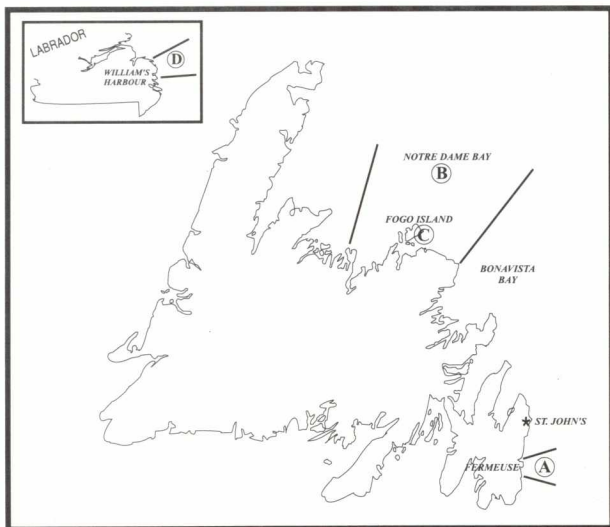 LABRADOR
WILLIAM'S
HARBOUR
D
NOTRE DAME BAY
B
FOGO ISLAND
C
BONAVISTA
BAY
* ST. JOHN'S
FERMEUSE
A